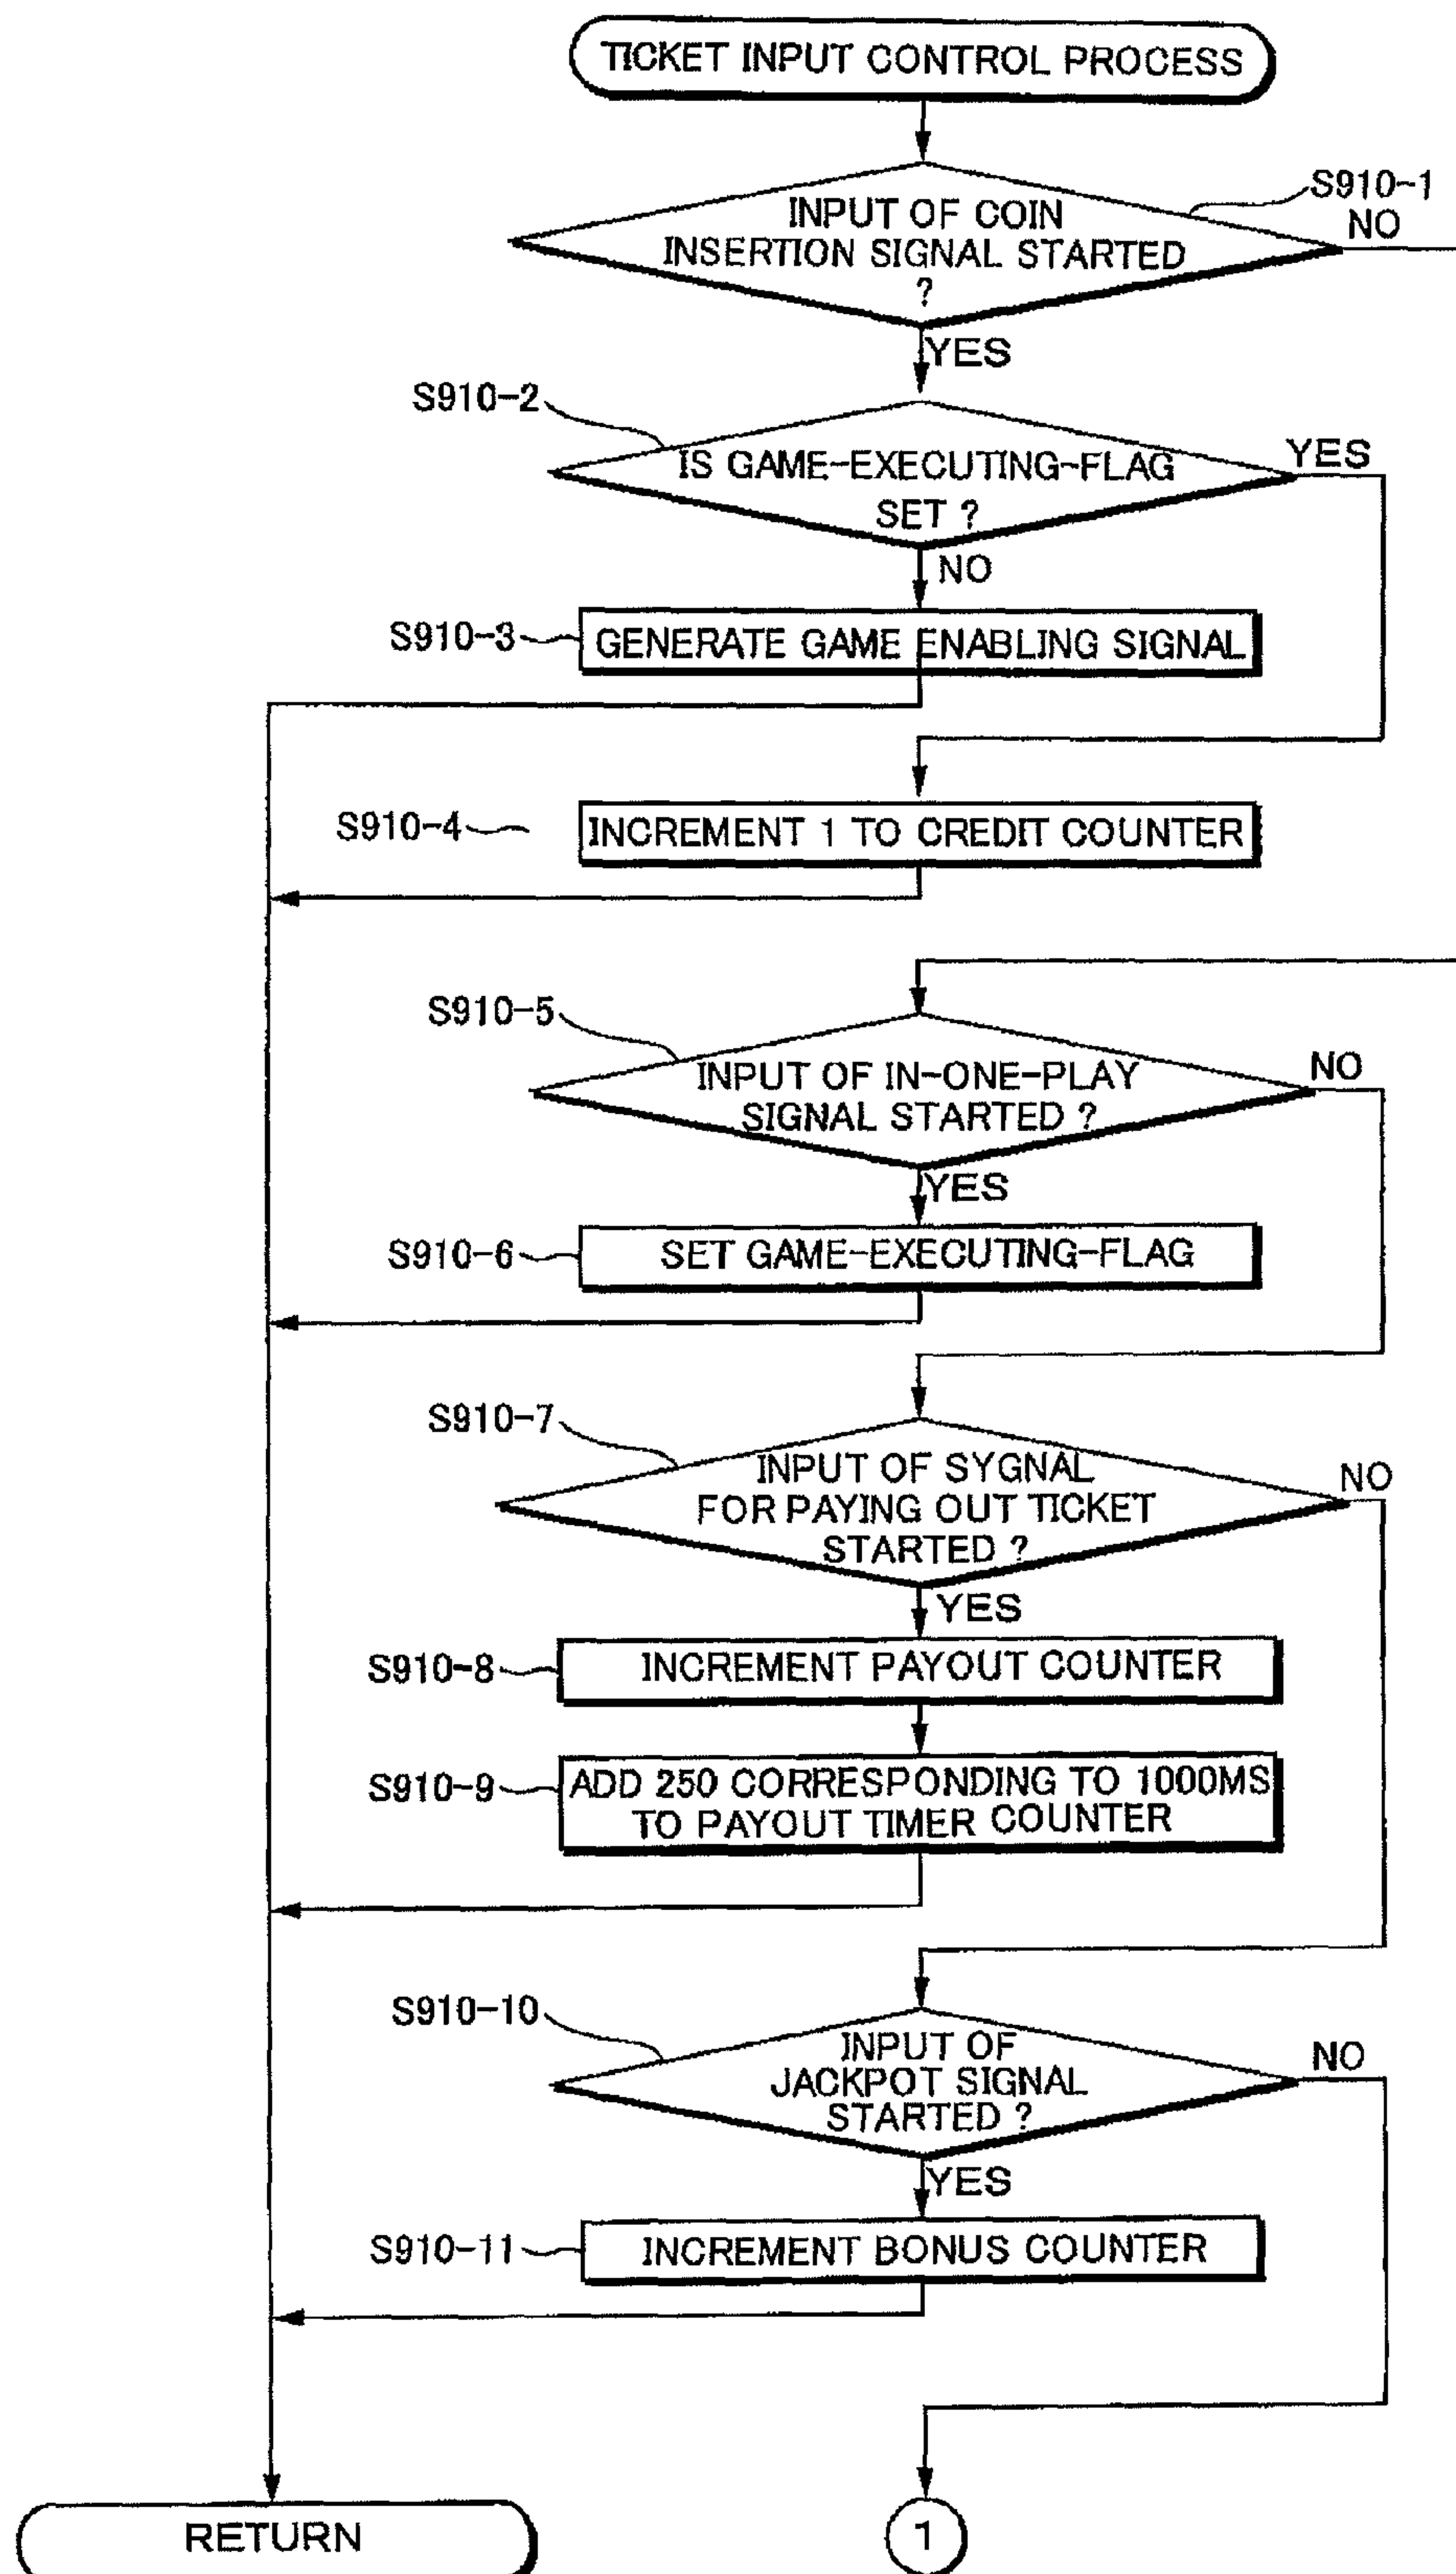 TICKET INPUT CONTROL PROCESS
S910-1
INPUT OF COIN
INSERTION SIGNAL STARTED
?
NO
YES
S910-2
IS GAME-EXECUTING-FLAG
SET ?
YES
NO
S910-3
GENERATE GAME ENABLING SIGNAL
S910-4
INCREMENT 1 TO CREDIT COUNTER
S910-5
INPUT OF IN-ONE-PLAY
SIGNAL STARTED ?
NO
YES
S910-6
SET GAME-EXECUTING-FLAG
S910-7
INPUT OF SYGNAL
FOR PAYING OUT TICKET
STARTED ?
NO
YES
S910-8
INCREMENT PAYOUT COUNTER
S910-9
ADD 250 CORRESPONDING TO 1000MS
TO PAYOUT TIMER COUNTER
S910-10
INPUT OF
JACKPOT SIGNAL
STARTED ?
NO
YES
S910-11
INCREMENT BONUS COUNTER
RETURN
1